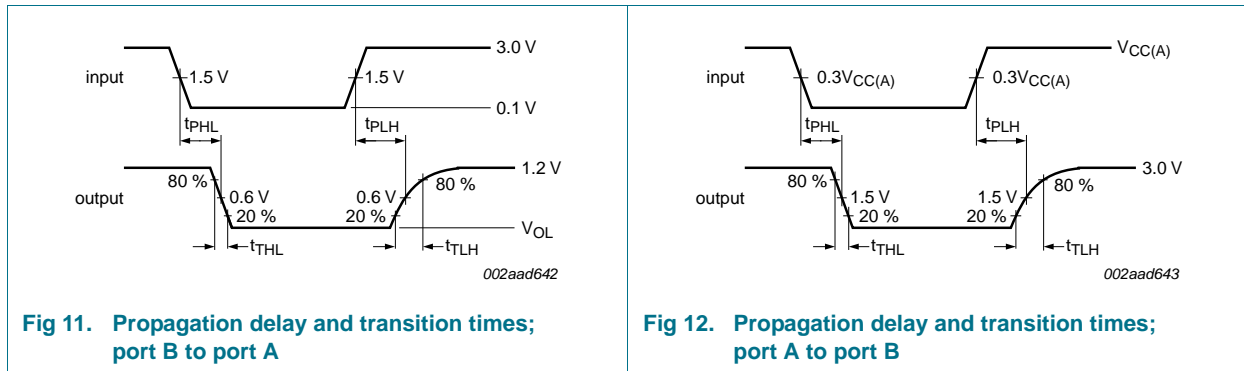 3.0 V
input
1.5 V
1.5 V
0.1 V
tPHL
tPLH
1.2 V
80 %
80 %
output
0.6 V
0.6 V
20 %
20 %
VOL
tTHL
tTLH
002aad642
Fig 11. Propagation delay and transition times;
port B to port A
VCC(A)
input
0.3VCC(A)
0.3VCC(A)
tPHL
tPLH
3.0 V
80 %
80 %
output
1.5 V
1.5 V
20 %
20 %
tTHL
tTLH
002aad643
Fig 12. Propagation delay and transition times;
port A to port B